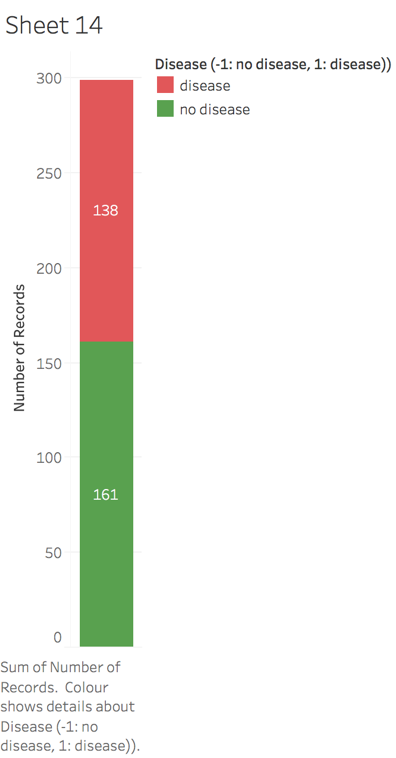 Sheet 14
Disease (-1: no disease, 1: disease))
disease
no disease
300
250
200
150
100
50
0
Number of Records
138
161
Sum of Number of
Records.  Colour
shows details about
Disease (-1: no
disease, 1: disease)).